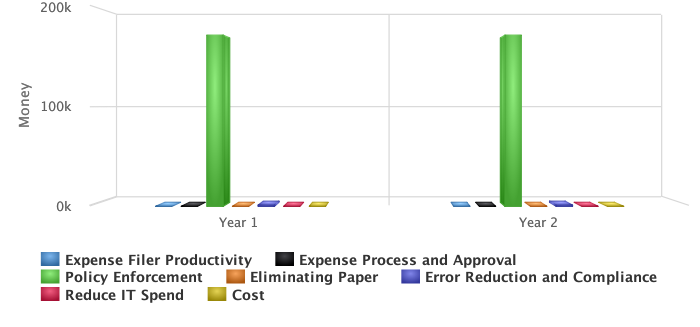 200k
100k
0k
Money
Year 1 Year 2
Expense Filer Productivity Expense Process and Approval
Policy Enforcement Eliminating Paper Error Reduction and Compliance
Reduce IT Spend Cost